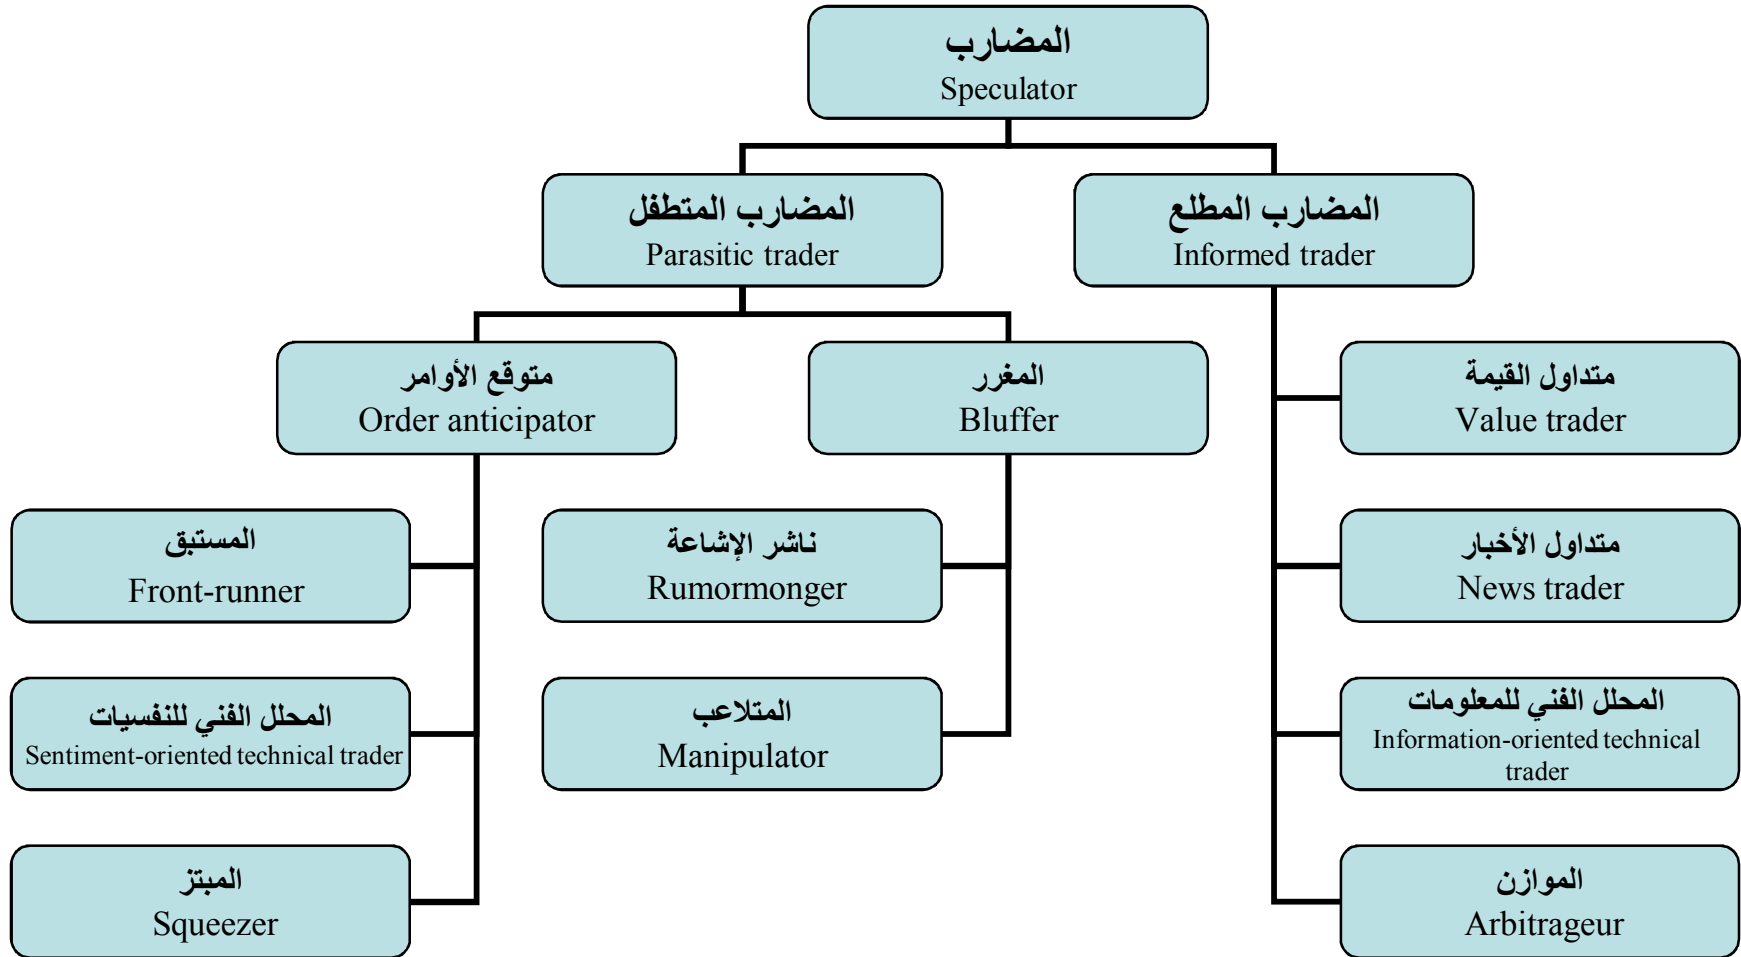 المضارب
Speculator
المضارب المطلع
Informed trader
المضارب المتطفل
Parasitic trader
متداول القيمة
Value trader
المغرر
Bluffer
متوقع الأوامر
Order anticipator
متداول الأخبار
News trader
ناشر الإشاعة
Rumormonger
المستبق
Front-runner
المحلل الفني للمعلومات
Information-oriented technical
trader
المتلاعب
Manipulator
المحلل الفني للنفسيات
Sentiment-oriented technical trader
الموازن
Arbitrageur
المبتز
Squeezer